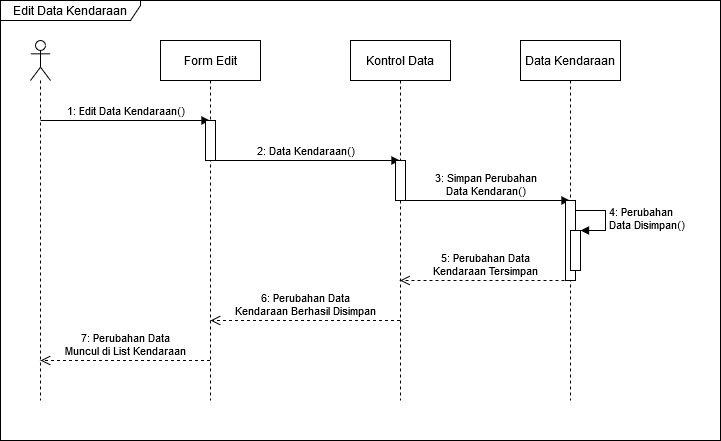 Edit Data Kendaraan
Form Edit
Kontrol Data
Data Kendaraan
1: Edit Data Kendaraan()
2: Data Kendaraan()
3: Simpan Perubahan
Data Kendaran()
4: Perubahan
Data Disimpan()
5: Perubahan Data
Kendaraan Tersimpan
6: Perubahan Data
Kendaraan Berhasil Disimpan
7: Perubahan Data
Muncul di List Kendaraan